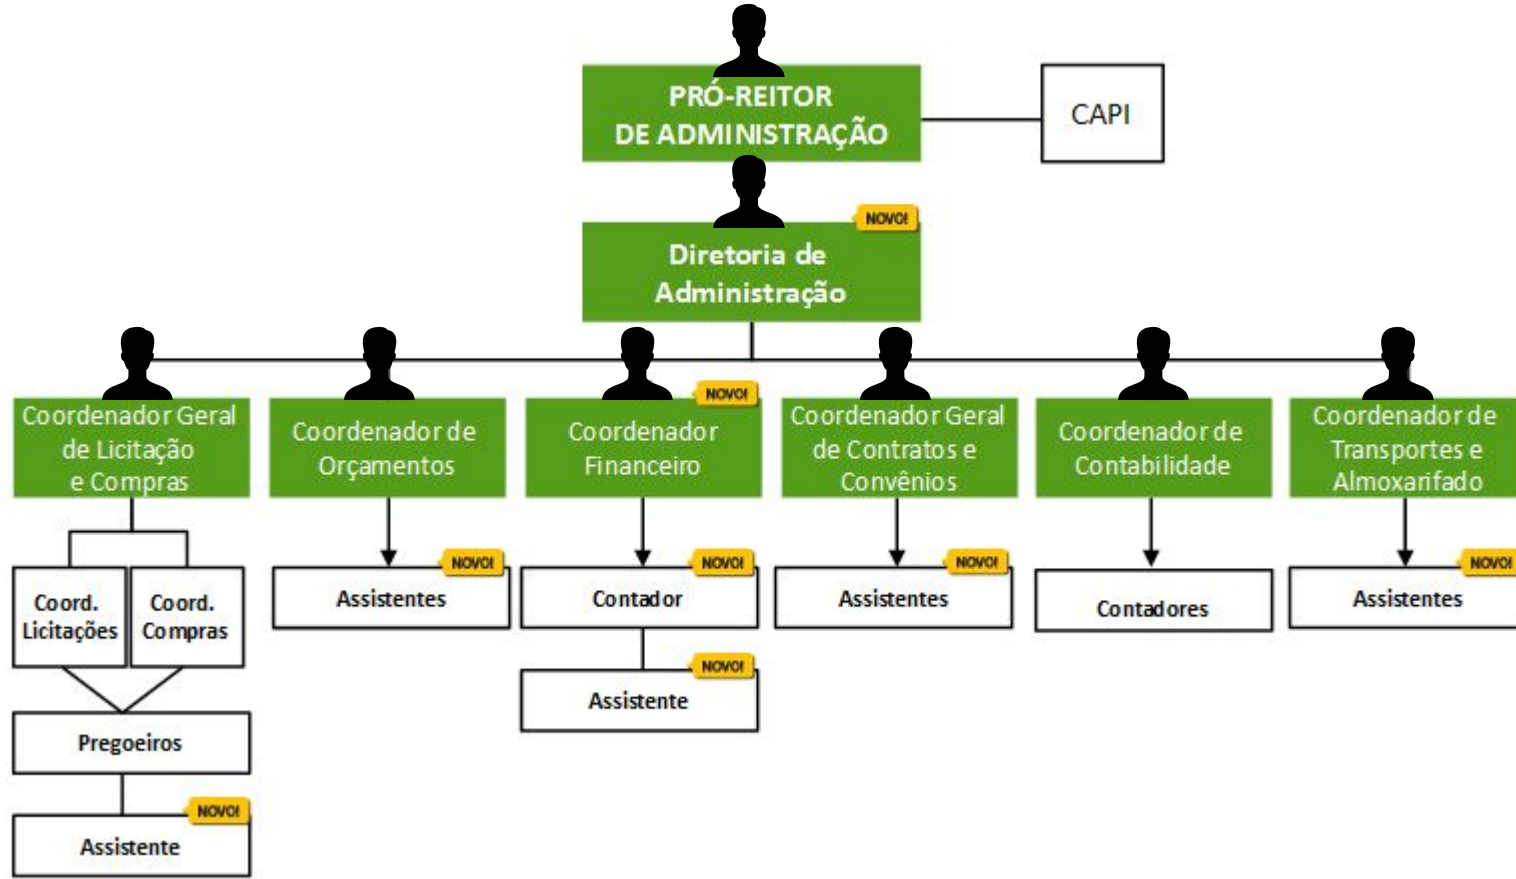 PRÓ-REITOR
DE ADMINISTRAÇÃO
CAPI
NOVO!
Diretoria de
Administração
NOVO!
Coordenador Geral
de Licitação
e Compras
Coordenador de
Orçamentos
Coordenador
Financeiro
Coordenador Geral
de Contratos e
Convênios
Coordenador de
Contabilidade
Coordenador de
Transportes e
Almoxarifado
Coord.
Licitações
Coord.
Compras
NOVO!
Assistentes
NOVO!
Contador
NOVO!
Assistentes
Contadores
NOVO!
Assistentes
NOVO!
Assistente
Pregoeiros
NOVO!
Assistente